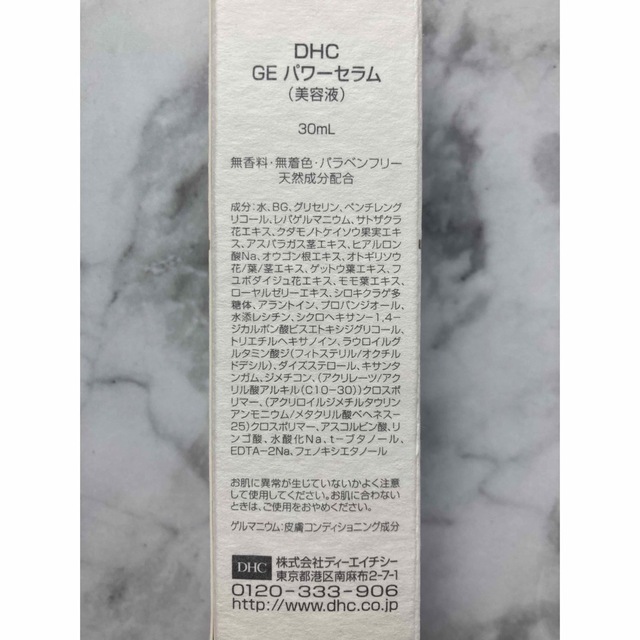 DHC
GE パワーセラム
(美容液)
30mL
無香料・無着色・パラベンフリー
天然成分配合
成分:水、BG、グリセリン、ペンチレング
リコール、レパゲルマニウム、サトザクラ
花エキス、クダモノトケイソウ果実エキ
ス、アスパラガス茎エキス、ヒアルロン
酸Na、オウゴン根エキス、オトギリソウ
花/葉/茎エキス、ゲットウ葉エキス、フ
ユボダイジュ花エキス、モモ葉エキス、
ローヤルゼリーエキス、シロキクラゲ多
糖体、アラントイン、プロパンジオール、
水添レシチン、シクロヘキサン-1,4-
ジカルボン酸ビスエトキシジグリコール、
トリエチルヘキサノイン、ラウロイルグ
ルタミン酸ジ(フィトステリル/オクチル
ドデシル)、ダイズステロール、キサンタ
ンガム、ジメチコン、(アクリレーツ/アク
リル酸アルキル(C10-30))クロスポ
リマー、(アクリロイルジメチルタウリン
アンモニウム/メタクリル酸ベヘネス-
25)クロスポリマー、アスコルビン酸、リ
ンゴ酸、水酸化Na、t-ブタノール、
EDTA-2Na、フェノキシエタノール
お肌に異常が生じていないかよく注意
して使用してください。お肌に合わない
ときは、ご使用をおやめください。
ゲルマニウム:皮膚コンディショニング成分
DHC 株式会社ディーエイチシー
東京都港区南麻布2-7-1
0120-333-906
http://www.dhc.co.jp